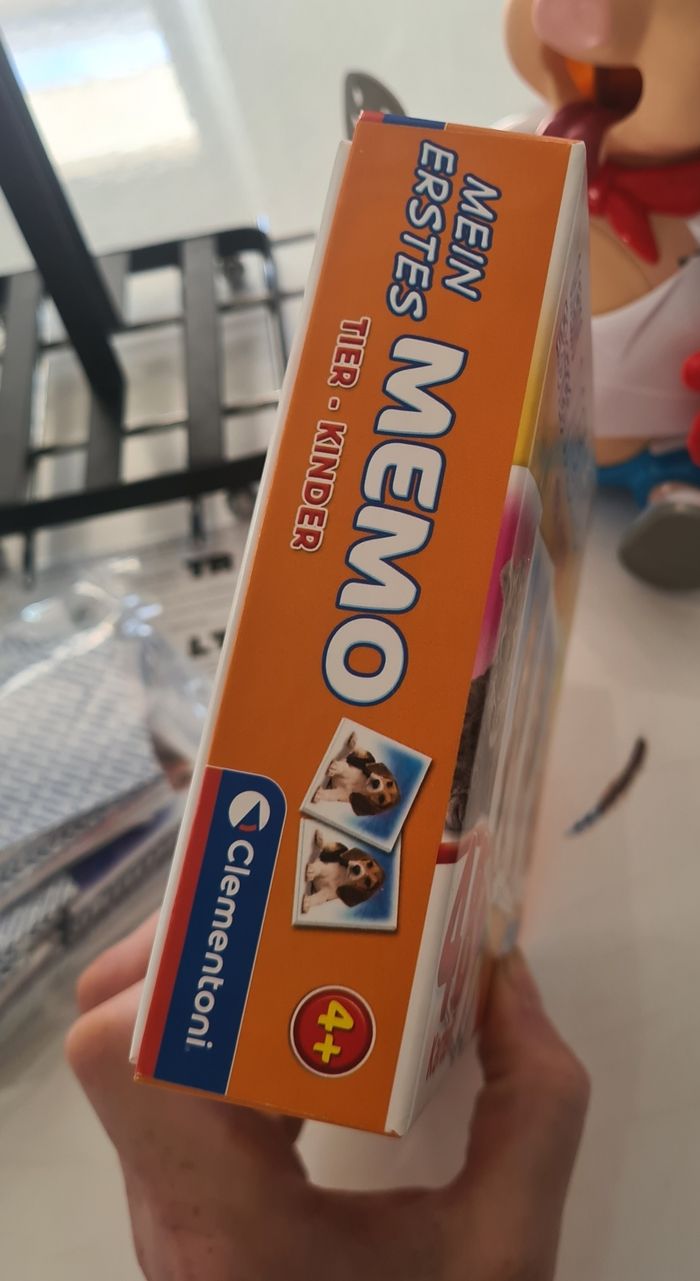 MEIN
ERSTES
MEMO
TIER - KINDER
Clementoni
4+